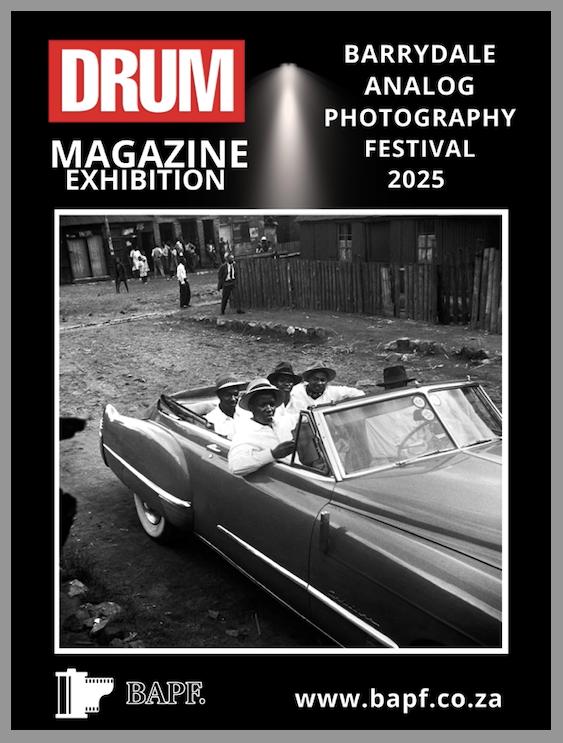 DRUM
MAGAZINE
EXHIBITION
BARRYDALE
ANALOG
PHOTOGRAPHY
FESTIVAL
2025
BAPF.
www.bapf.co.za